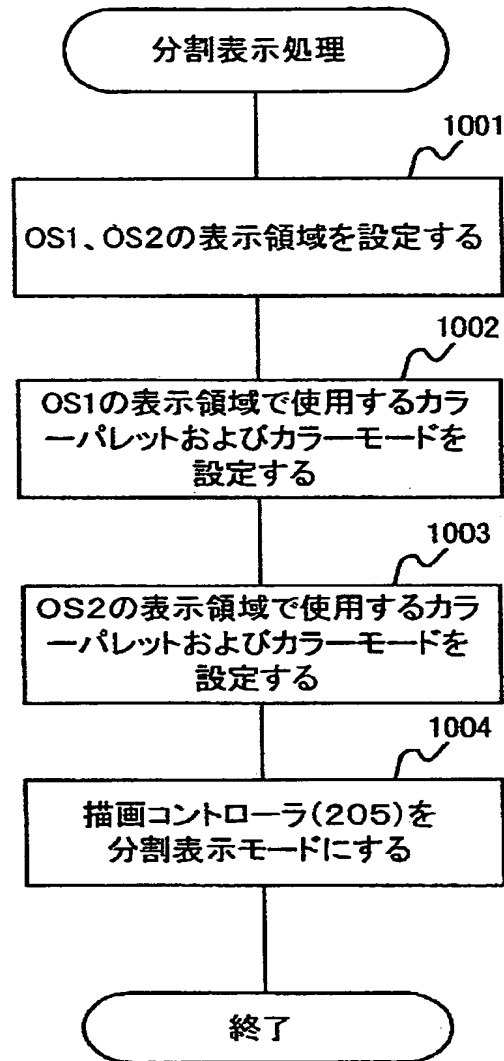 分割表示処理
1001
OS1、OS2の表示領域を設定する
1002
OS1の表示領域で使用するカラ
ーパレットおよびカラーモードを
設定する
1003
OS2の表示領域で使用するカラ
ーパレットおよびカラーモードを
設定する
1004
描画コントローラ(205)を
分割表示モードにする
終了